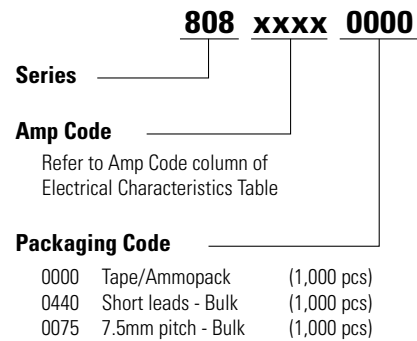 808 xxxx 0000
Series
Amp Code
Refer to Amp Code column of
Electrical Characteristics Table
Packaging Code
0000 Tape/Ammopack (1,000 pcs)
0440 Short leads - Bulk (1,000 pcs)
0075 7.5mm pitch - Bulk (1,000 pcs)